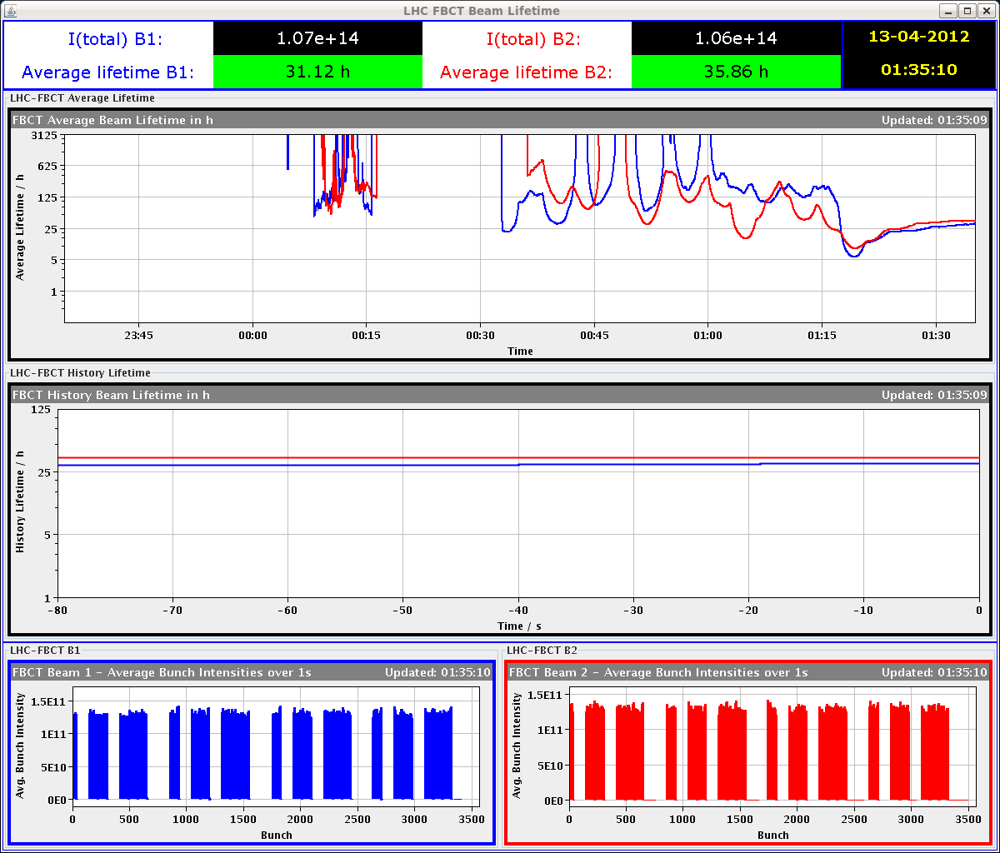 LHC FBCT Beam Lifetime
I(total) B1: 1.07e+14 I(total) B2: 1.06e+14 13-04-2012
Average lifetime B1: 31.12 h Average lifetime B2: 35.86 h 01:35:10
LHC-FBCT Average Lifetime
FBCT Average Beam Lifetime in h Updated: 01:35:09
3125
625
125
25
5
1
Average Lifetime / h
23:45 00:00 00:15 00:30 00:45 01:00 01:15 01:30
Time
LHC-FBCT History Lifetime
FBCT History Beam Lifetime in h Updated: 01:35:09
125
25
5
1
History Lifetime / h
-80 -70 -60 -50 -40 -30 -20 -10 0
Time / s
LHC-FBCT B1
FBCT Beam 1 - Average Bunch Intensities over 1s Updated: 01:35:10
1.5E11
1E11
5E10
0E0
Avg. Bunch Intensity
0 500 1000 1500 2000 2500 3000 3500
Bunch
LHC-FBCT B2
FBCT Beam 2 - Average Bunch Intensities over 1s Updated: 01:35:10
1.5E11
1E11
5E10
0E0
Avg. Bunch Intensity
0 500 1000 1500 2000 2500 3000 3500
Bunch